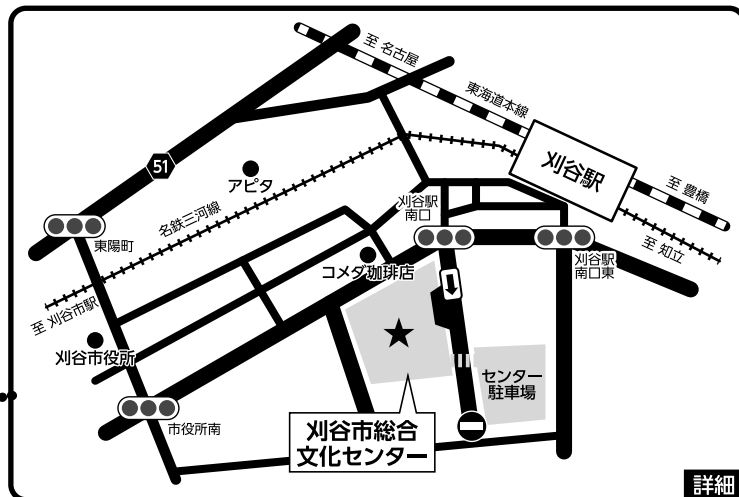 至 名古屋
東海道本線
刈谷駅
至 豊橋
51
アピタ
刈谷駅
南口
名鉄三河線
東陽町
至 知立
刈谷駅
南口東
コメダ珈琲店
至 刈谷市駅
刈谷市役所
センター
駐車場
市役所南
刈谷市総合
文化センター
詳細